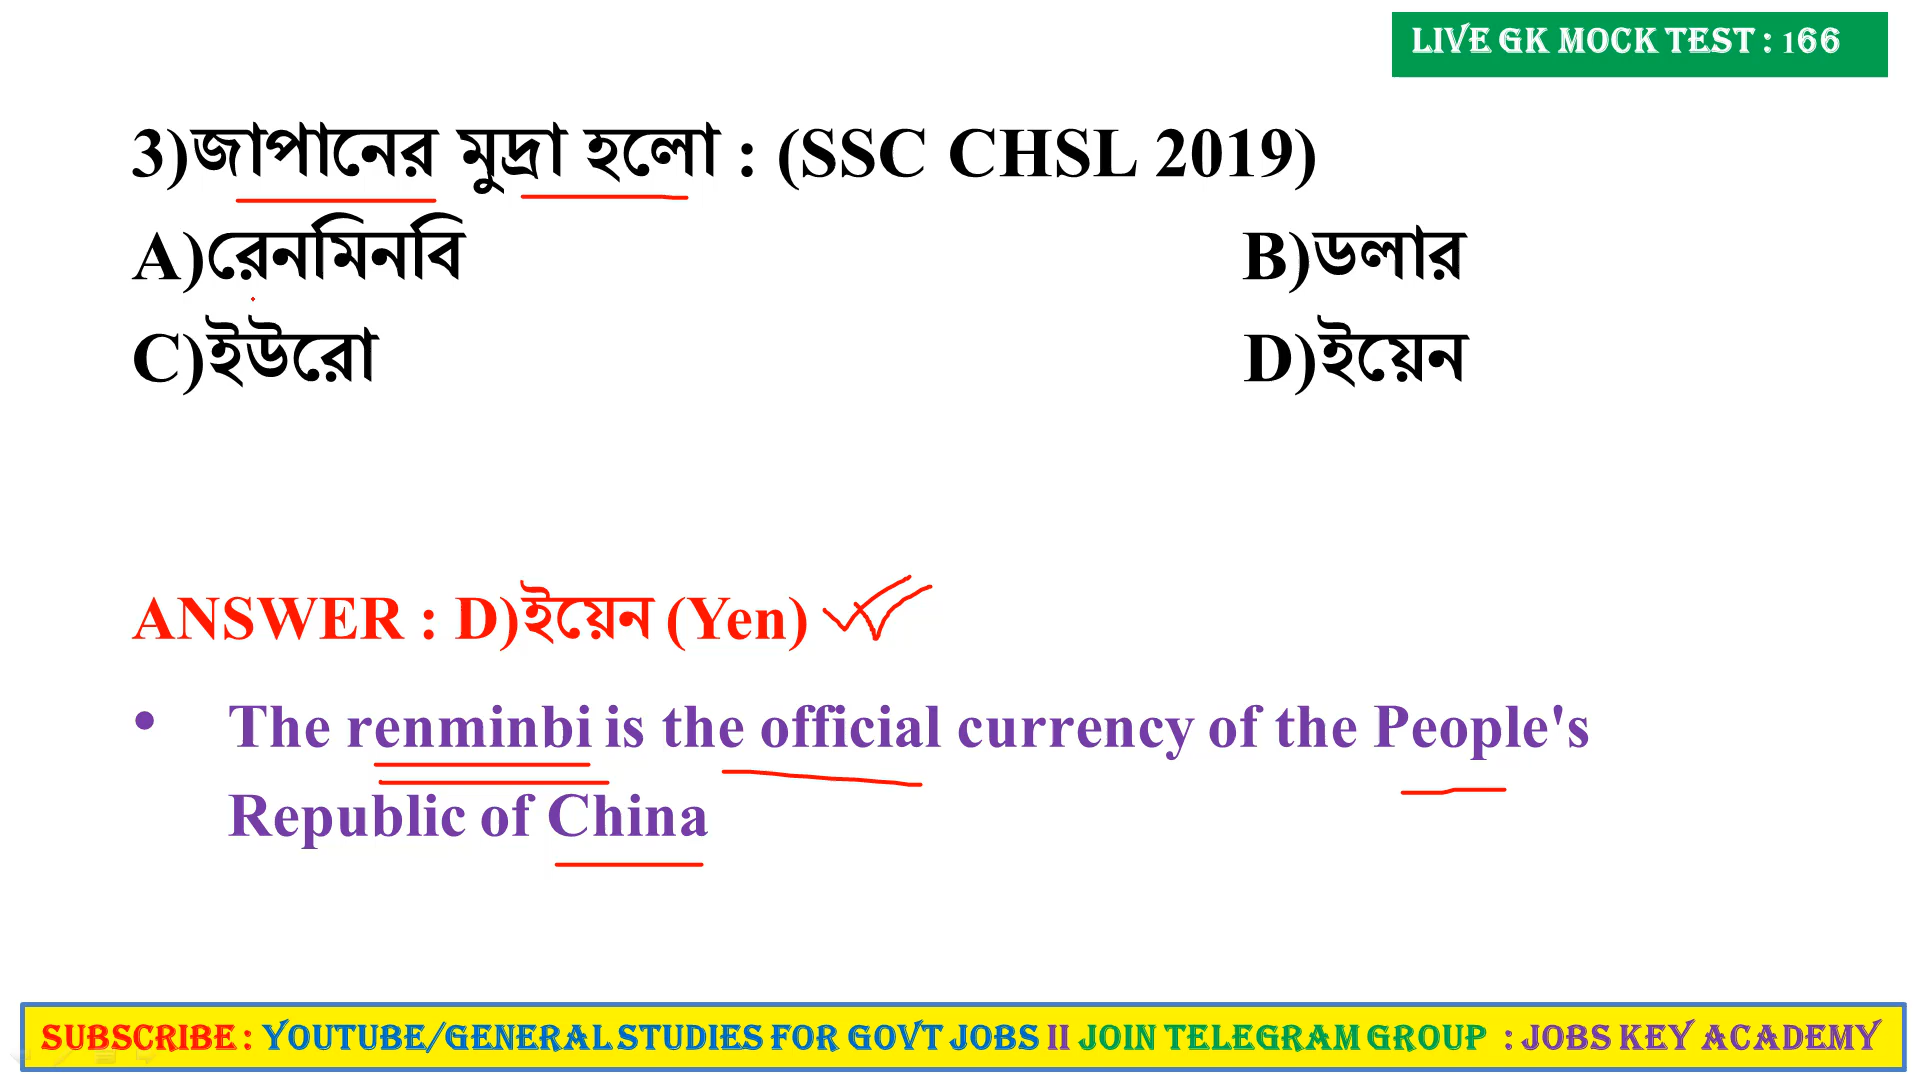 LIVE GK MOCK TEST : 166
3)জাপানের মুদ্রা হলো : (SSC CHSL 2019)
A)রেনমিনবি B)ডলার
C)ইউরো D)ইয়েন
ANSWER : D)ইয়েন (Yen)
• The renminbi is the official currency of the People's
Republic of China
SUBSCRIBE : YOUTUBE/GENERAL STUDIES FOR GOVT JOBS II JOIN TELEGRAM GROUP : JOBS KEY ACADEMY